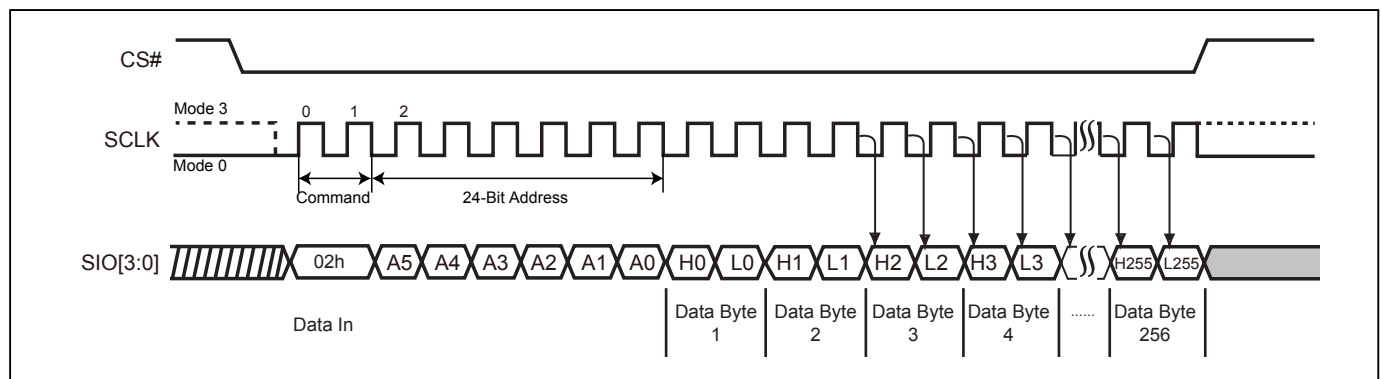 CS#
Mode 3
0 1 2
SCLK
Mode 0
Command
24-Bit Address
SIO[3:0]
02h A5 A4 A3 A2 A1 A0 H0 L0 H1 L1 H2 L2 H3 L3 H255 L255
Data In
Data Byte 1
Data Byte 2
Data Byte 3
Data Byte 4
......
Data Byte 256